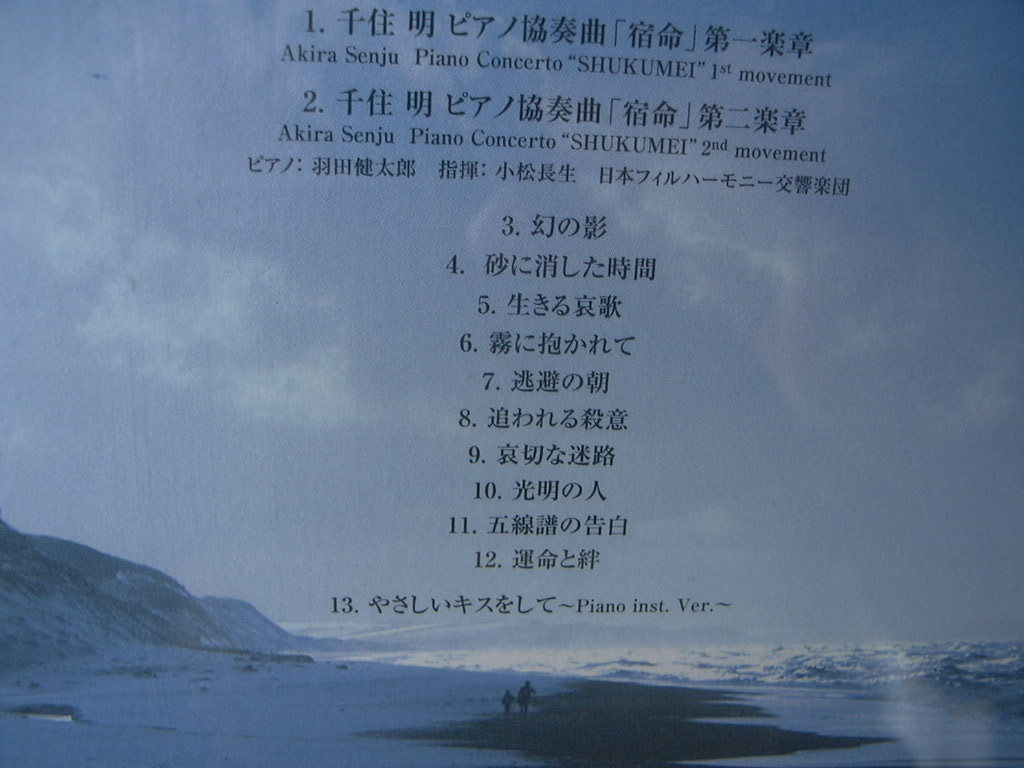 1. 千住 明 ピアノ協奏曲「宿命」第一楽章
Akira Senju Piano Concerto “SHUKUMEI” 1st movement
2. 千住 明 ピアノ協奏曲「宿命」第二楽章
Akira Senju Piano Concerto “SHUKUMEI” 2nd movement
ピアノ: 羽田健太郎 指揮: 小松長生 日本フィルハーモニー交響楽団
3. 幻の影
4. 砂に消した時間
5. 生きる哀歌
6. 霧に抱かれて
7. 逃避の朝
8. 追われる殺意
9. 哀切な迷路
10. 光明の人
11. 五線譜の告白
12. 運命と絆
13. やさしいキスをして～Piano inst. Ver.～